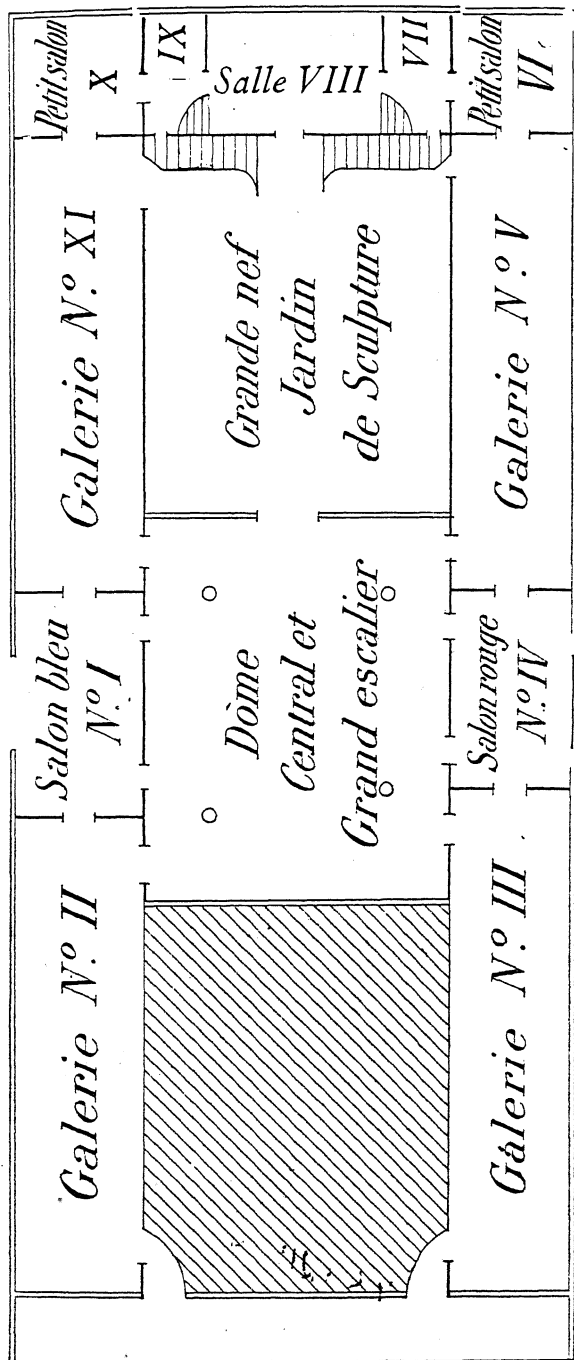 Petit salon
X
IX
Salle VIII
VII
Petit salon
VI
Galerie N.º XI
Grande nef
Jardin
de Sculpture
Galerie N.º V
Salon bleu
N.º I
Dôme
Central et
Grand escalier
Salon rouge
N.º IV
Galerie N.º II
Galerie N.º III